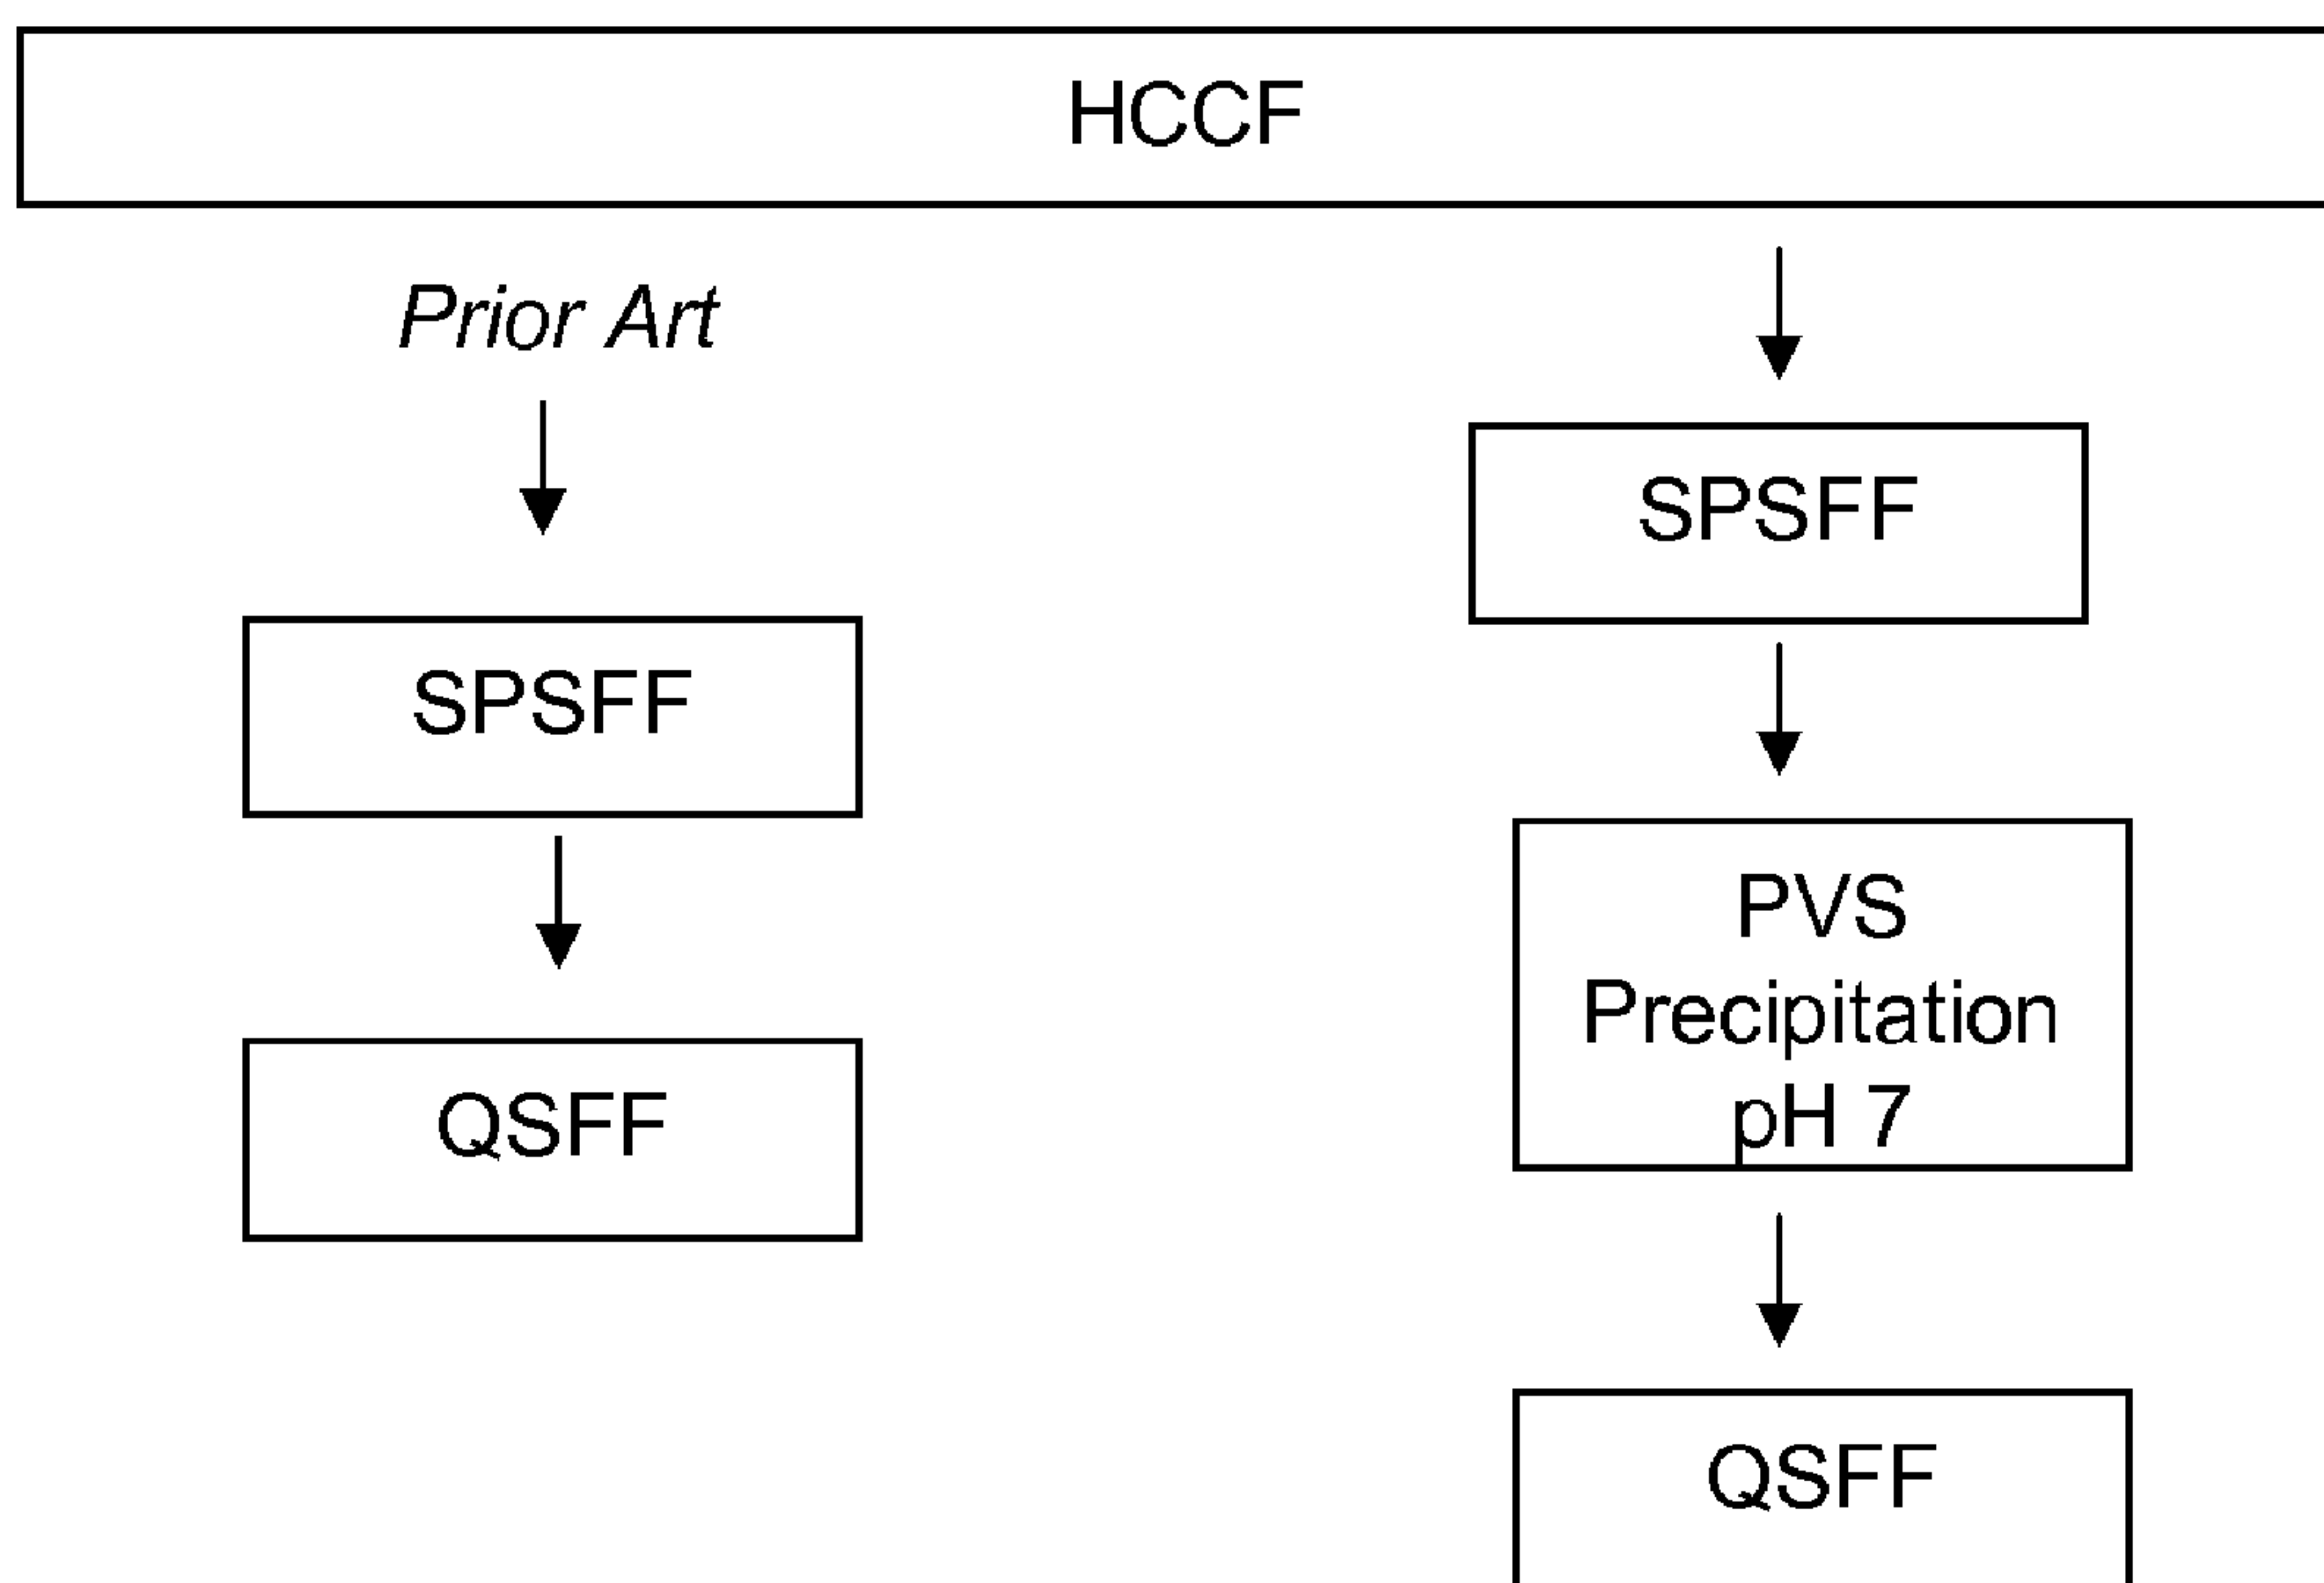 HCCF
Prior Art
SPSFF
QSFF
SPSFF
PVS
Precipitation
pH 7
QSFF